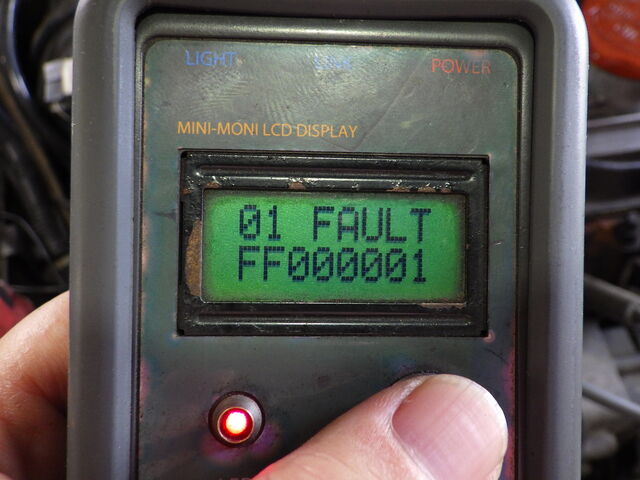 LIGHT POWER
MINI-MONI LCD DISPLAY
01 FAULT
FF000001